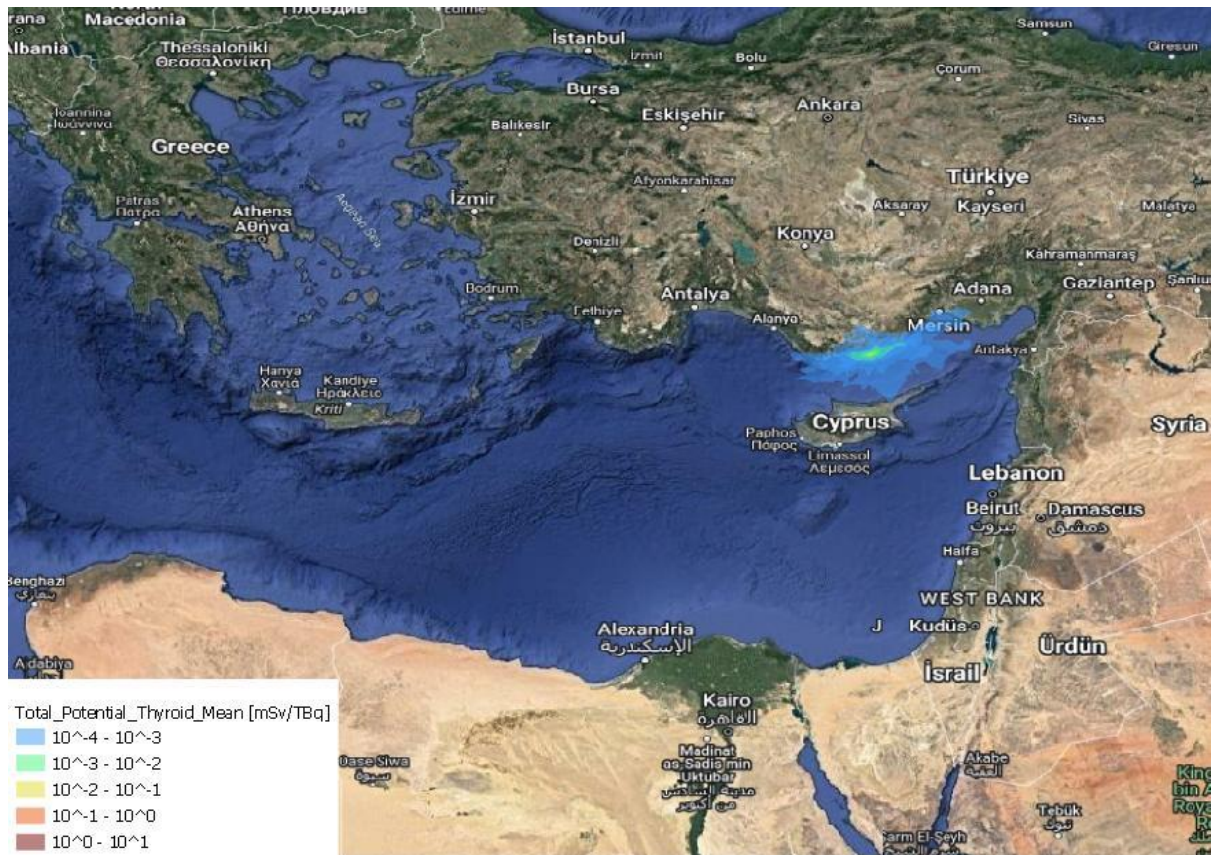 Macedonia
Albania
Thessaloniki
Θεσσαλονίκη
İstanbul
İzmit
Bolu
Samsun
Giresun
Bursa
Çorum
Ankara
Eskişehir
Balıkesir
Sivas
Ioannina
Ιωάννινα
Greece
Afyonkarahisar
Türkiye
Kayseri
Malatya
Patras
Πάτρα
Athens
Αθήνα
Aegean Sea
İzmir
Aksaray
Konya
Denizli
Kahramanmaraş
Adana
Gaziantep
Bodrum
Fethiye
Antalya
Alanya
Mersin
Antakya
Hanya
Χανιά
Kandiye
Ηράκλειο
Kriti
Cyprus
Paphos
Πάφος
Limassol
Λεμεσός
Syria
Lebanon
Beirut
بيروت
Damascus
دمشق
Haifa
Benghazi
بنغازي
WEST BANK
J
Kudüs
Alexandria
الإسكندرية
Ürdün
İsrail
Ajdabiya
Kairo
القاهرة
Madinat
as Sadis min
Uktubar
مدينة السادس
من أكتوبر
Oase Siwa
سيوة
Akabe
العقبة
Tebük
تبوك
Total_Potential_Thyroid_Mean [mSv/TBq]
10^-4 - 10^-3
10^-3 - 10^-2
10^-2 - 10^-1
10^-1 - 10^0
10^0 - 10^1